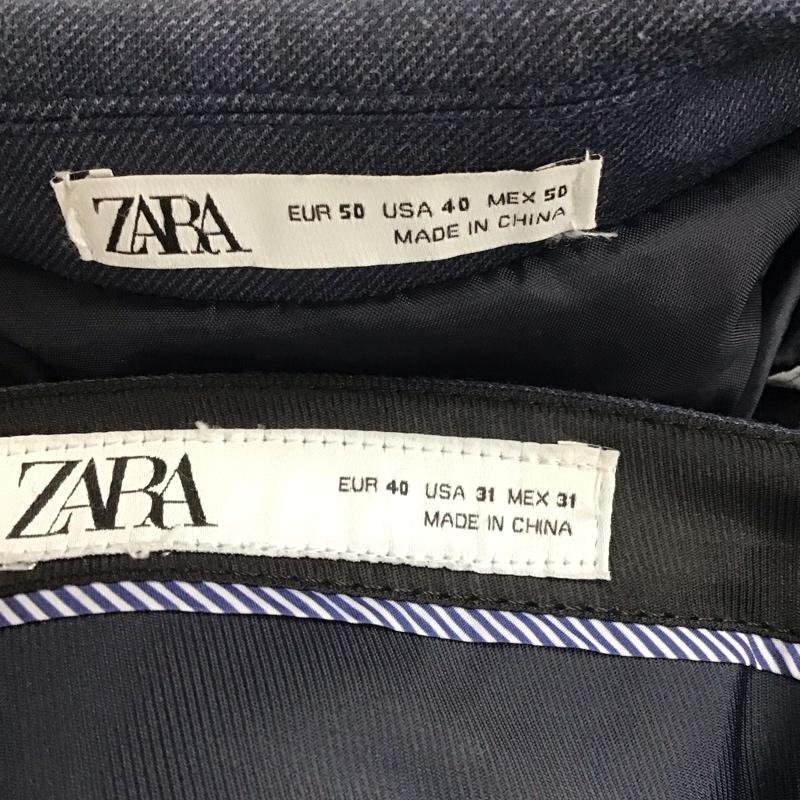 ZARA
EUR 50 USA 40 MEX 50
MADE IN CHINA
ZARA
EUR 40 USA 31 MEX 31
MADE IN CHINA